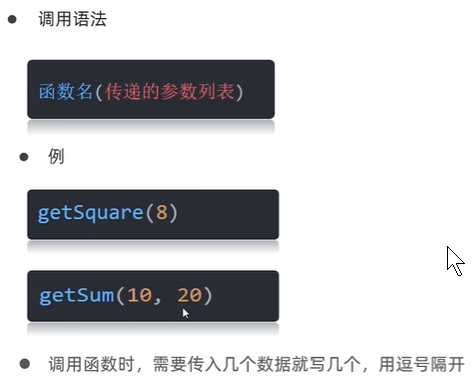 调用语法
函数名(传递的参数列表)
例
getSquare(8)
getSum(10, 20)
调用函数时，需要传入几个数据就写几个，用逗号隔开